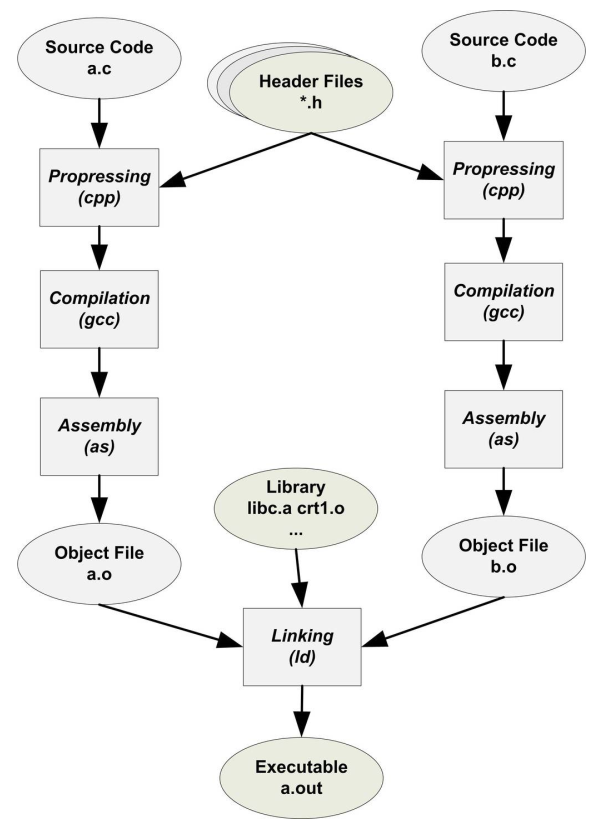 Source Code
a.c
Header Files
*.h
Source Code
b.c
Propressing
(cpp)
Propressing
(cpp)
Compilation
(gcc)
Compilation
(gcc)
Assembly
(as)
Assembly
(as)
Library
libc.a crt1.o
...
Object File
a.o
Object File
b.o
Linking
(ld)
Executable
a.out